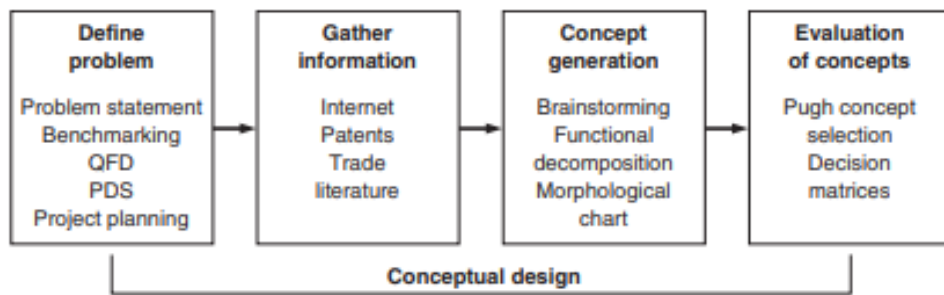 Define
problem
Problem statement
Benchmarking
QFD
PDS
Project planning
Gather
information
Internet
Patents
Trade
literature
Concept
generation
Brainstorming
Functional
decomposition
Morphological
chart
Evaluation
of concepts
Pugh concept
selection
Decision
matrices
Conceptual design